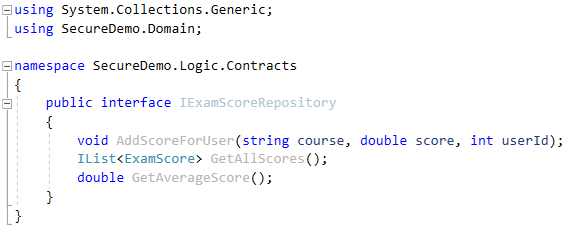 using System.Collections.Generic;
using SecureDemo.Domain;
namespace SecureDemo.Logic.Contracts
{
public interface IExamScoreRepository
{
void AddScoreForUser(string course, double score, int userId);
IList<ExamScore> GetAllScores();
double GetAverageScore();
}
}